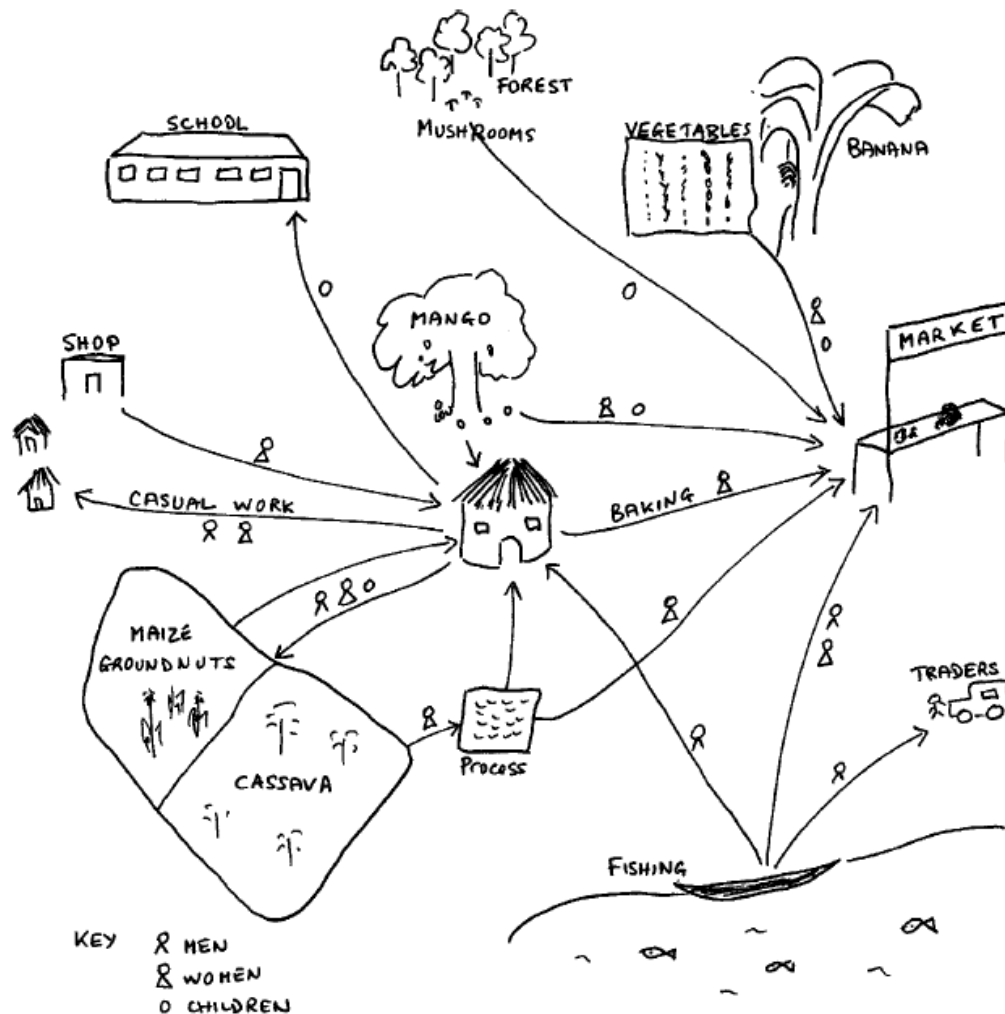 FOREST
MUSHROOMS
SCHOOL
VEGETABLES
BANANA
MANGO
MARKET
SHOP
CASUAL WORK
BAKING
MAIZE
GROUNDNUTS
TRADERS
CASSAVA
Process
FISHING
KEY
MEN
WOMEN
CHILDREN